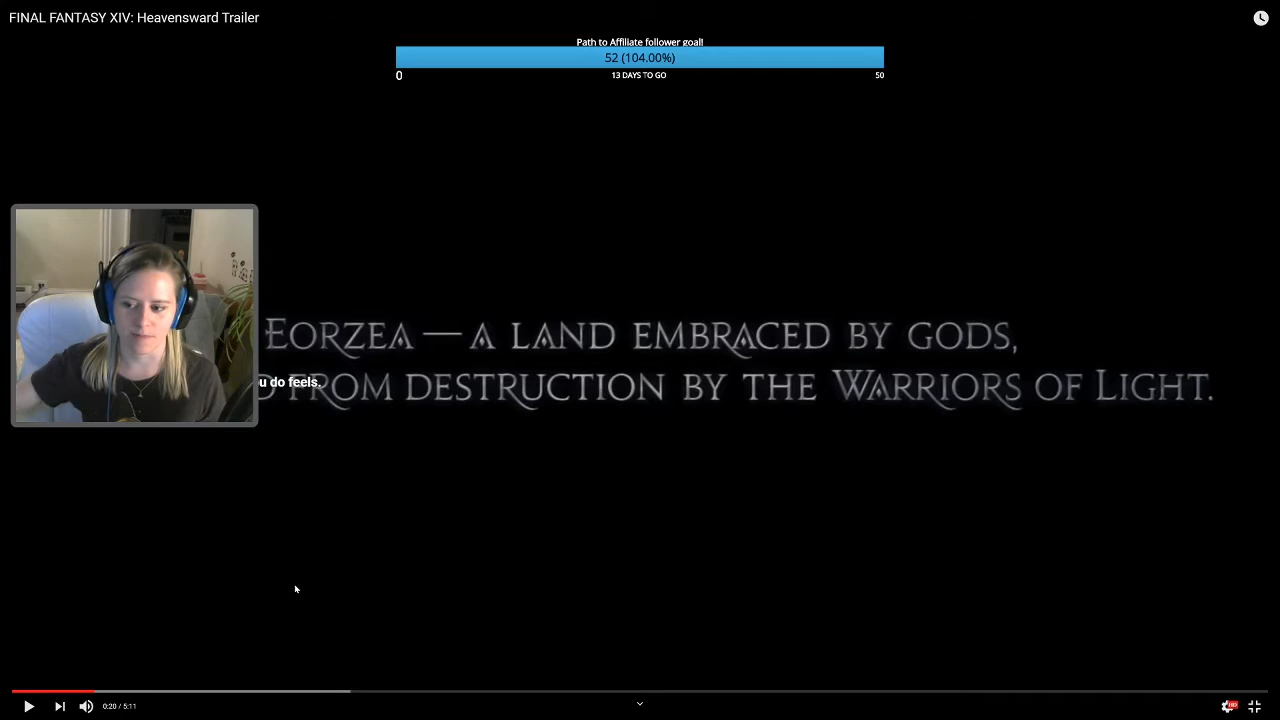 FINAL FANTASY XIV: Heavensward Trailer
Path to Affiliate follower goal!
52 (104.00%)
0 13 DAYS TO GO 50
EORZEA — A LAND EMBRACED BY GODS,
do feels.
FROM DESTRUCTION BY THE WARRIORS OF LIGHT.
0:20 / 5:11
HD